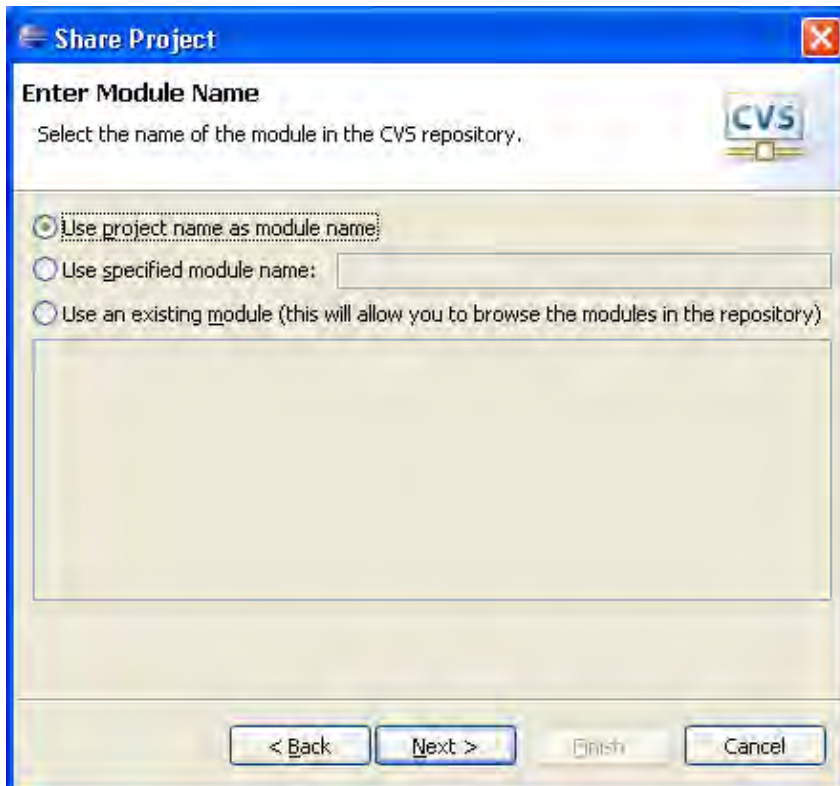 Share Project
Enter Module Name
Select the name of the module in the CVS repository.
CVS
Use project name as module name
Use specified module name:
Use an existing module (this will allow you to browse the modules in the repository)
< Back Next > Finish Cancel